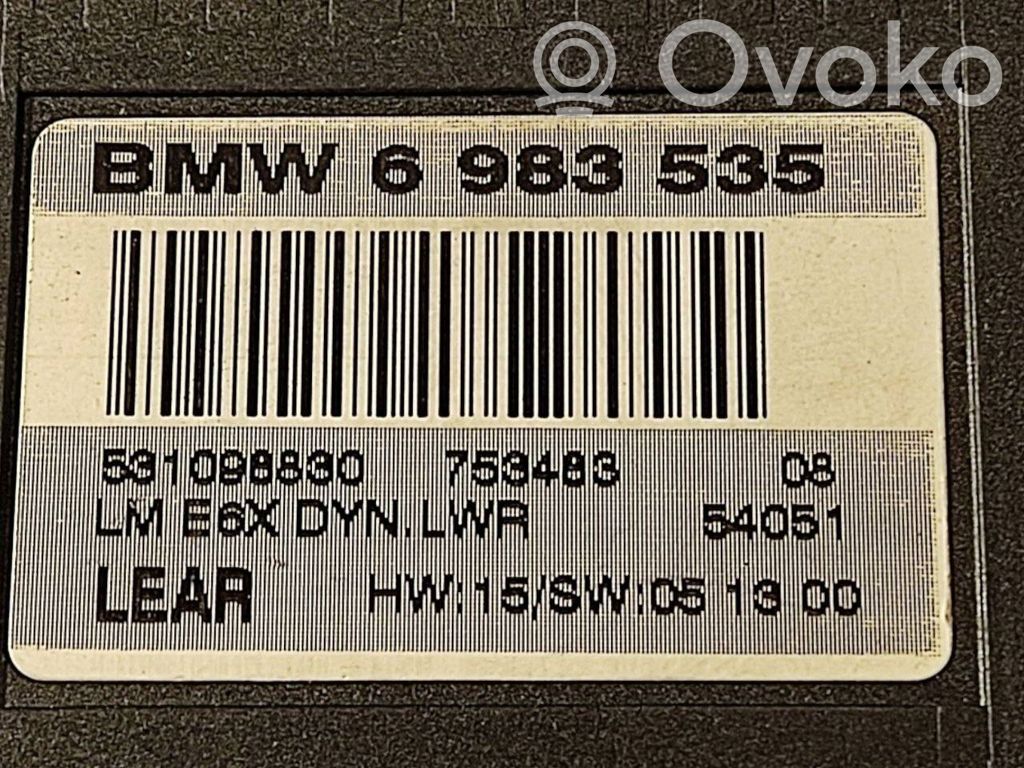 Ovoko
BMW 6 983 535
531098830 753483 08
LM E6X DYN.LWR 54051
LEAR HW:15/SW:05 13 00